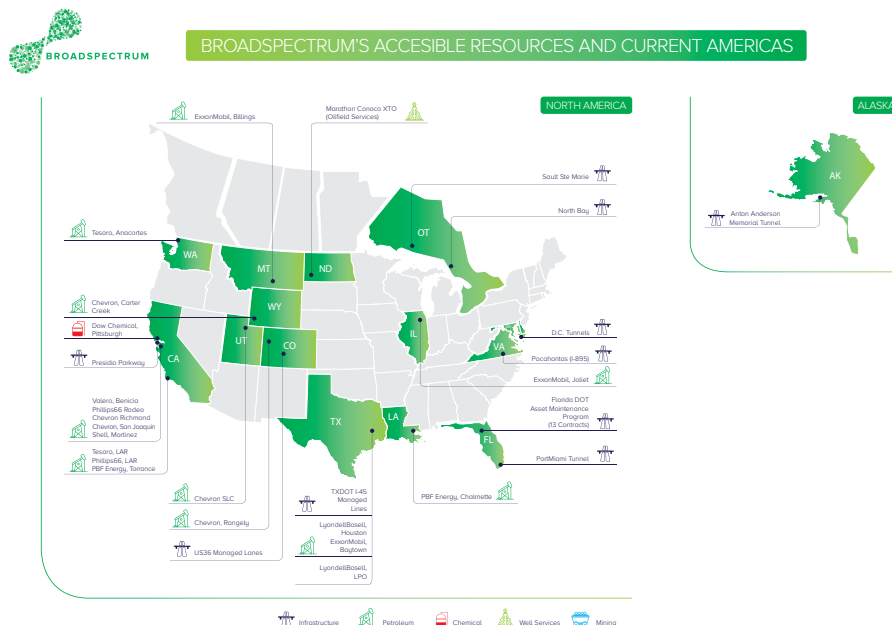 BROADSPECTRUM
BROADSPECTRUM'S ACCESIBLE RESOURCES AND CURRENT AMERICAS
NORTH AMERICA
ALASKA
ExxonMobil, Billings
Marathon Conoco XTO
(Oilfield Services)
Sault Ste Marie
North Bay
Tesoro, Anacortes
Chevron, Carter
Creek
Dow Chemical,
Pittsburgh
Presidio Parkway
Valero, Benicia
Phillips66 Rodeo
Chevron Richmond
Chevron, San Joaquin
Shell, Martinez
Tesoro, LAR
Phillips66, LAR
PBF Energy, Torrance
Chevron SLC
Chevron, Rangely
US36 Managed Lanes
TXDOT I-45
Managed
Lines
LyondellBasell,
Houston
ExxonMobil,
Baytown
LyondellBasell,
LPO
PBF Energy, Chalmette
D.C. Tunnels
Pocahontas (I-895)
ExxonMobil, Joliet
Florida DOT
Asset Maintenance
Program
(13 Contracts)
PortMiami Tunnel
Anton Anderson
Memorial Tunnel
WA
MT
ND
OT
WY
UT
CO
CA
IL
VA
TX
LA
FL
AK
Infrastructure
Petroleum
Chemical
Well Services
Mining